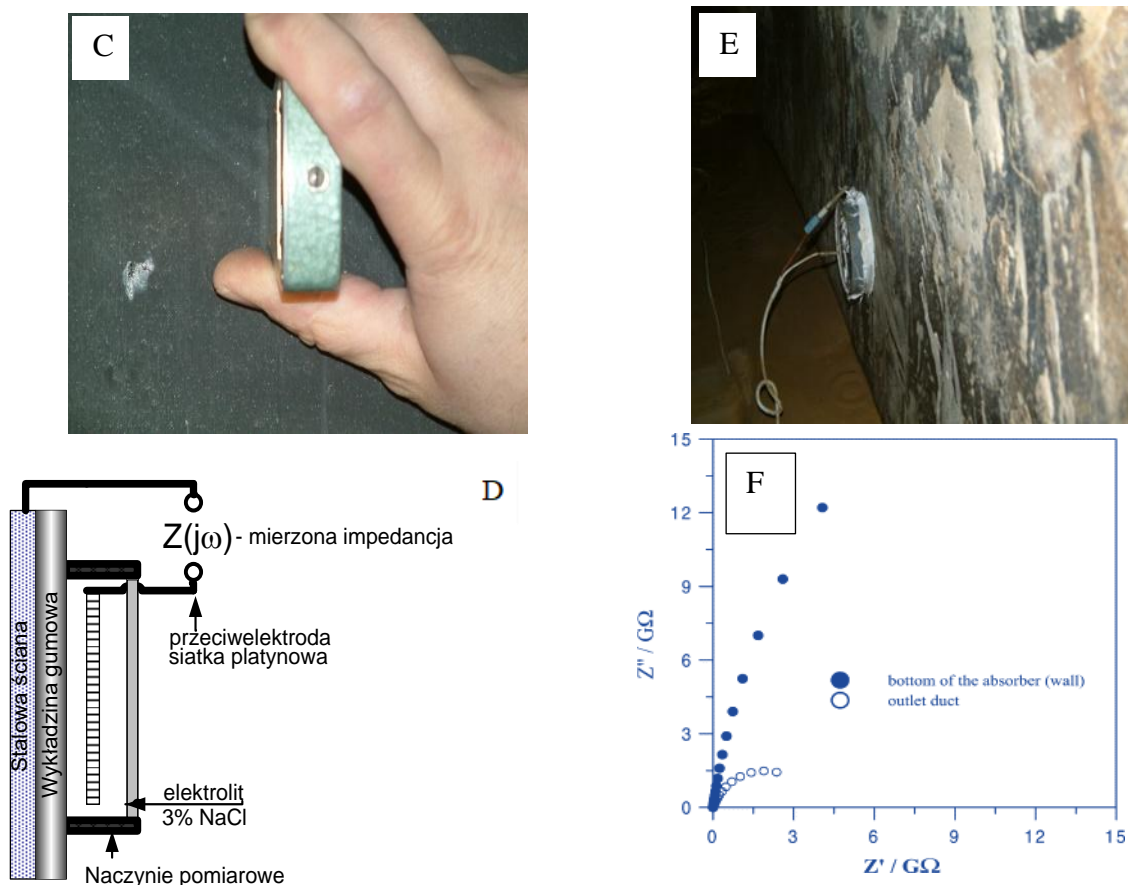 C
E
D
Z(jω) - mierzona impedancja
przeciwelektroda
siatka platynowa
Stalowa ściana
Wykładzina gumowa
elektrolit
3% NaCl
Naczynie pomiarowe
F
15
12
9
6
3
0
Z'' / GΩ
bottom of the absorber (wall)
outlet duct
0 3 6 9 12 15
Z' / GΩ